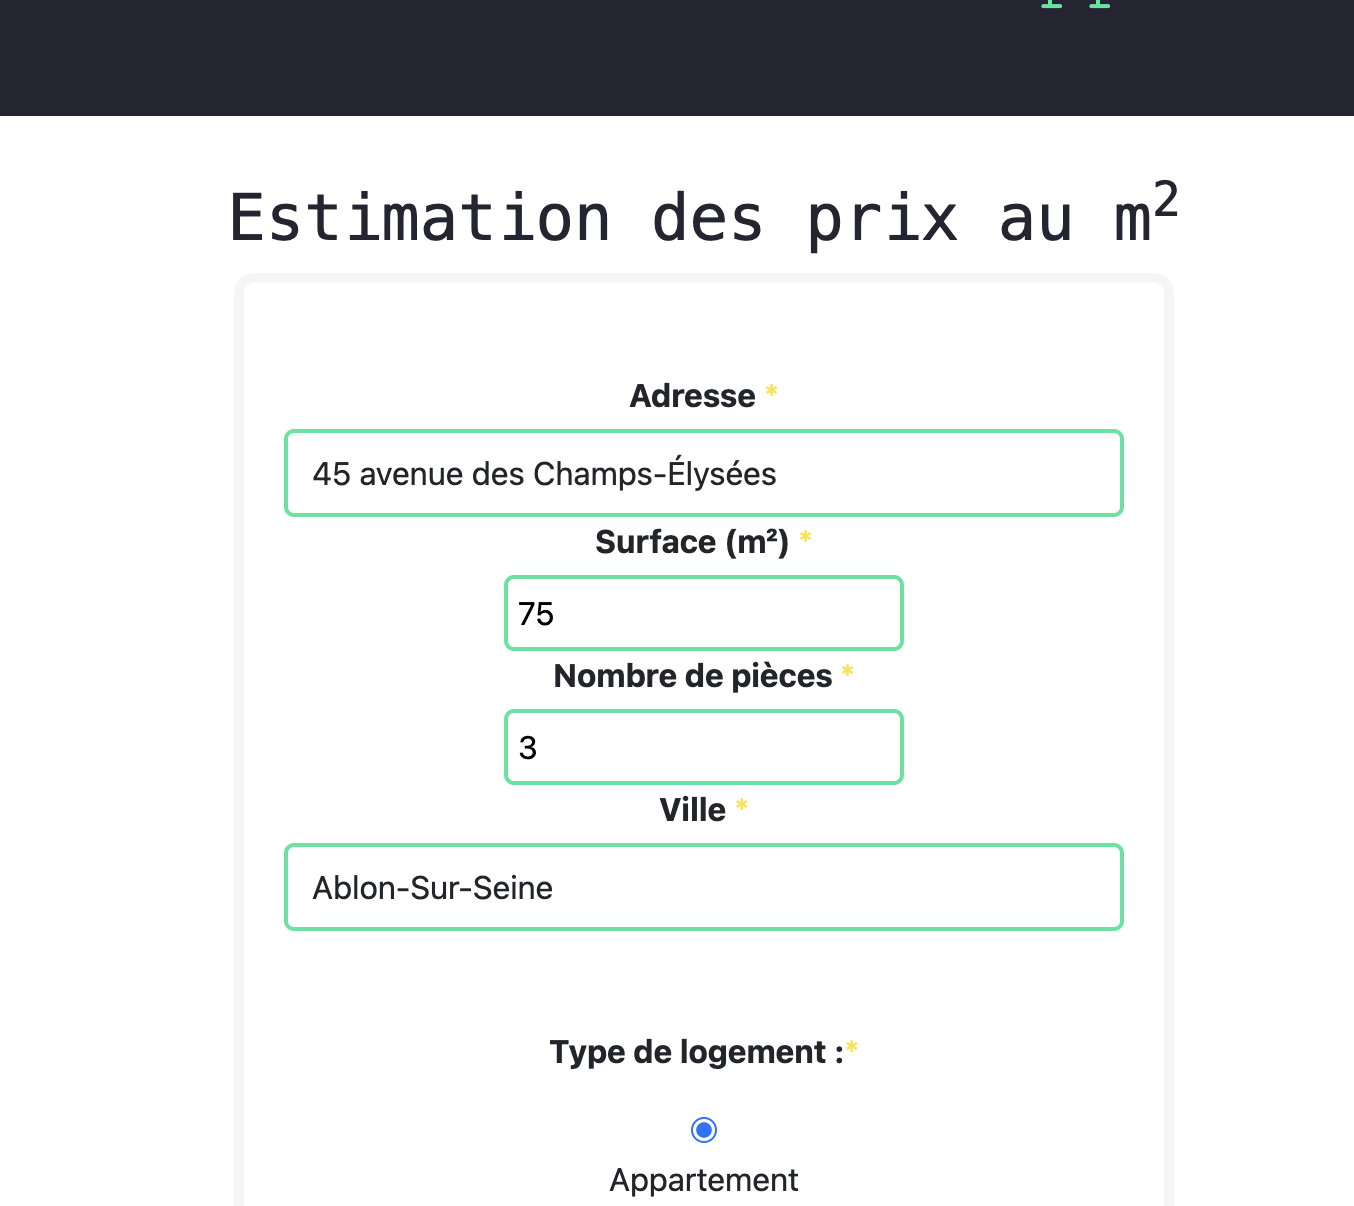 Estimation des prix au m²
Adresse *
45 avenue des Champs-Élysées
Surface (m²) *
75
Nombre de pièces *
3
Ville *
Ablon-Sur-Seine
Type de logement :*
Appartement